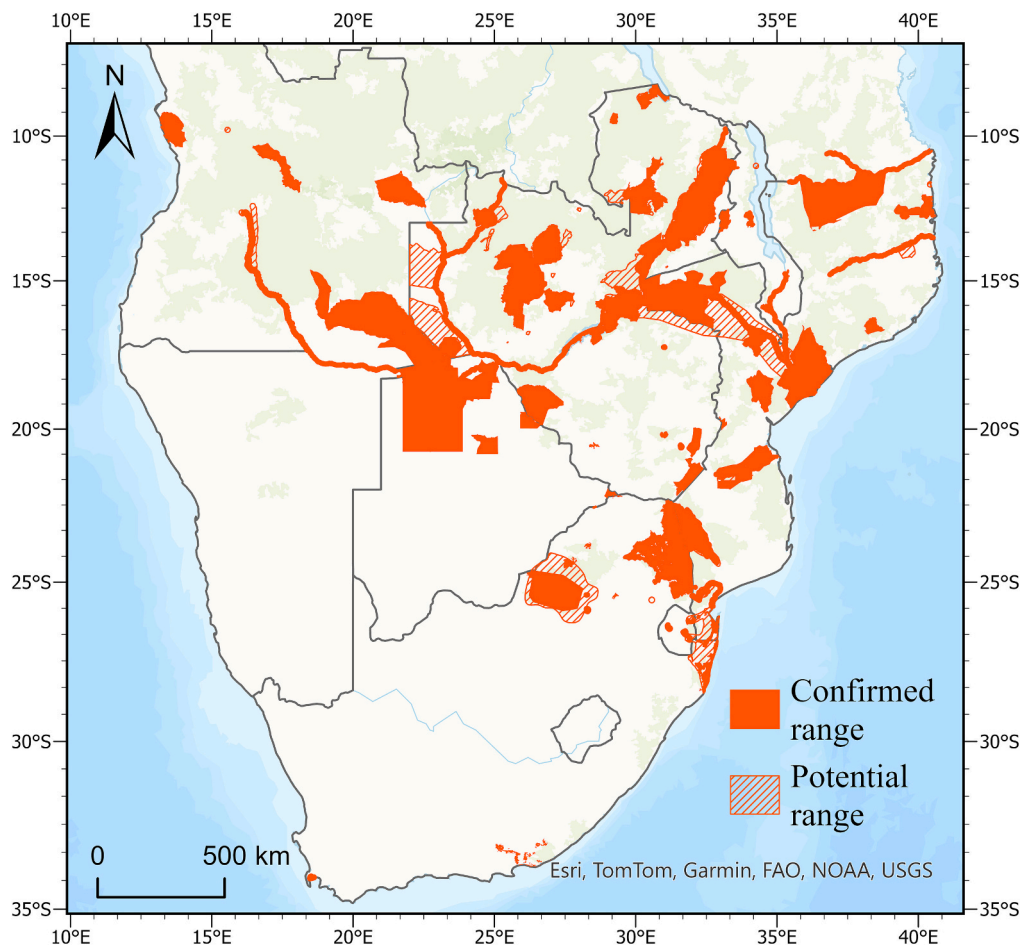 10°E 15°E 20°E 25°E 30°E 35°E 40°E
N
10°S 10°S
15°S 15°S
20°S 20°S
25°S 25°S
Confirmed
range
30°S 30°S
Potential
range
0 500 km
Esri, TomTom, Garmin, FAO, NOAA, USGS
35°S 35°S
10°E 15°E 20°E 25°E 30°E 35°E 40°E